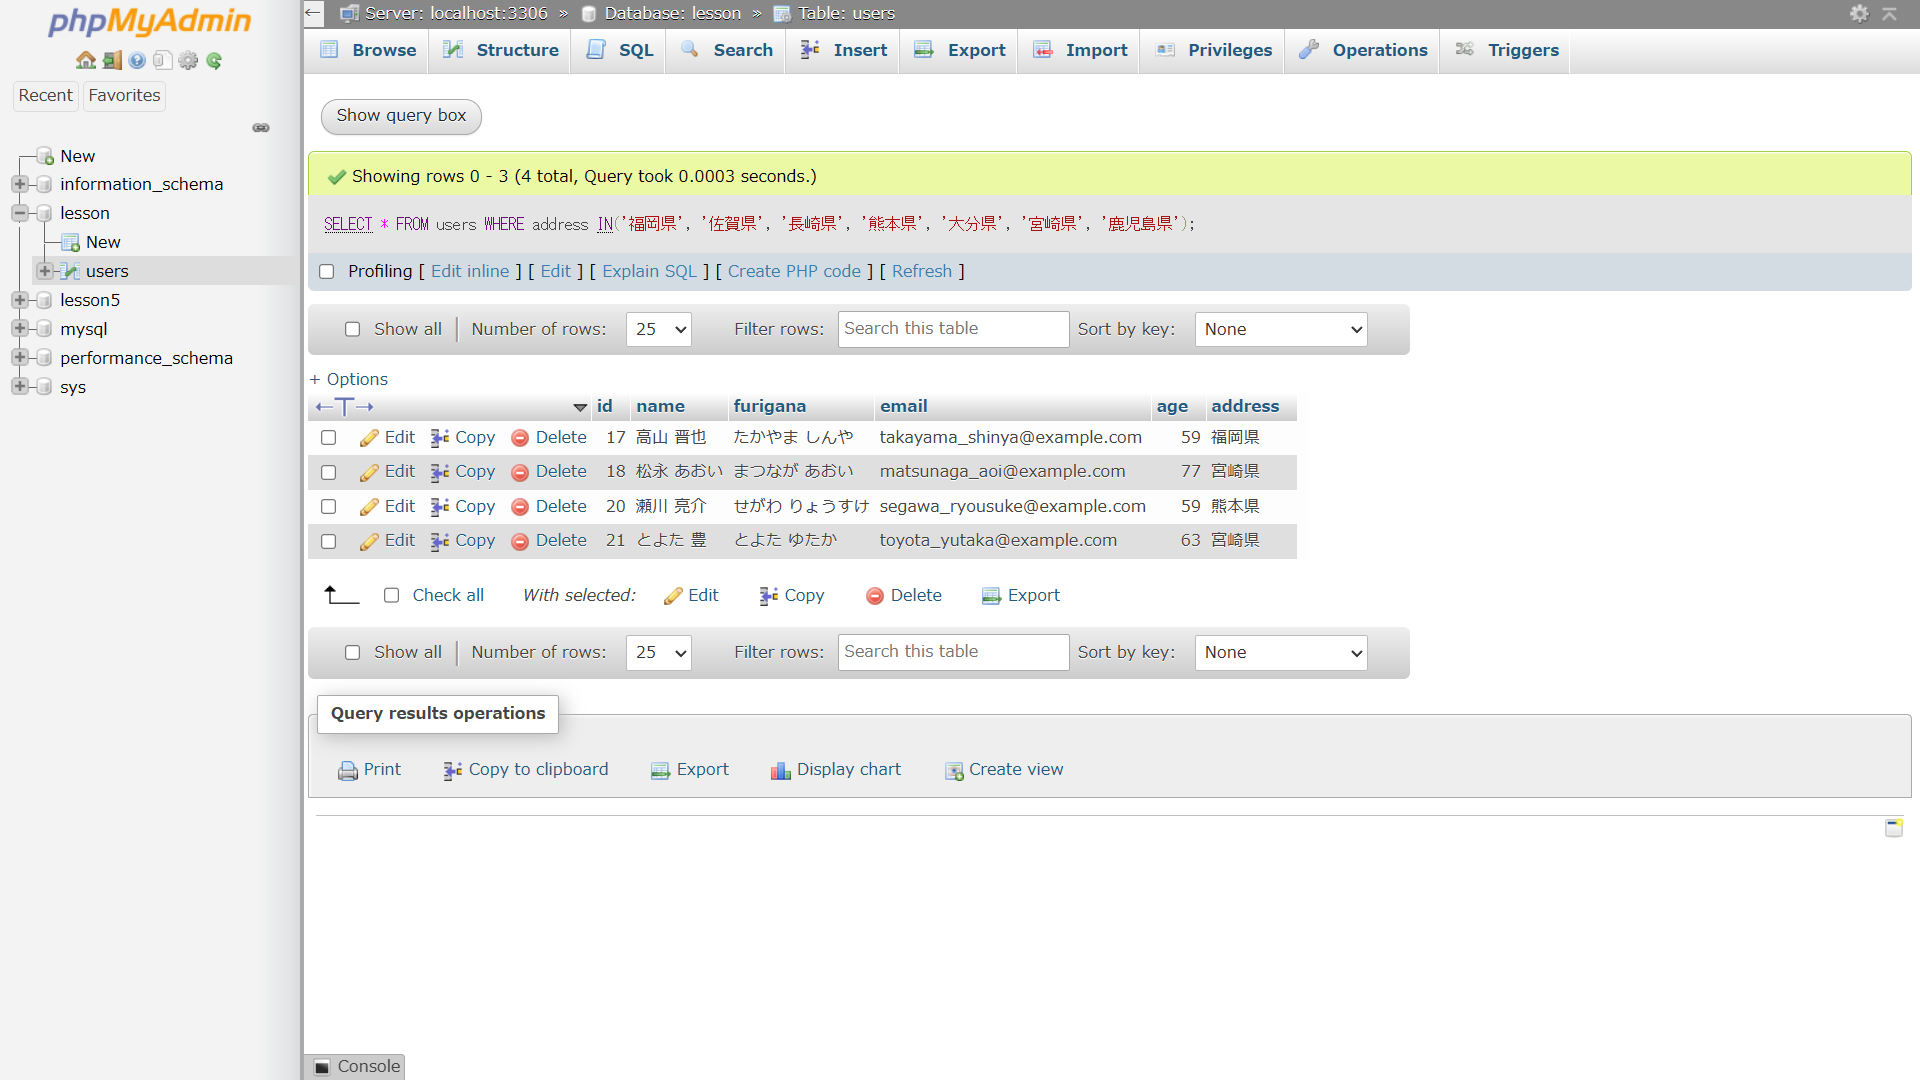 phpMyAdmin
Recent Favorites
New
information_schema
lesson
New
users
lesson5
mysql
performance_schema
sys
Server: localhost:3306 » Database: lesson » Table: users
Browse Structure SQL Search Insert Export Import Privileges Operations Triggers
Show query box
Showing rows 0 - 3 (4 total, Query took 0.0003 seconds.)
SELECT * FROM users WHERE address IN('福岡県', '佐賀県', '長崎県', '熊本県', '大分県', '宮崎県', '鹿児島県');
Profiling [ Edit inline ] [ Edit ] [ Explain SQL ] [ Create PHP code ] [ Refresh ]
Show all Number of rows: 25 Filter rows: Search this table Sort by key: None
+ Options
←T→ id name furigana email age address
Edit Copy Delete 17 高山 晋也 たかやま しんや takayama_shinya@example.com 59 福岡県
Edit Copy Delete 18 松永 あおい まつなが あおい matsunaga_aoi@example.com 77 宮崎県
Edit Copy Delete 20 瀬川 亮介 せがわ りょうすけ segawa_ryousuke@example.com 59 熊本県
Edit Copy Delete 21 とよた 豊 とよた ゆたか toyota_yutaka@example.com 63 宮崎県
Check all With selected: Edit Copy Delete Export
Show all Number of rows: 25 Filter rows: Search this table Sort by key: None
Query results operations
Print Copy to clipboard Export Display chart Create view
Console